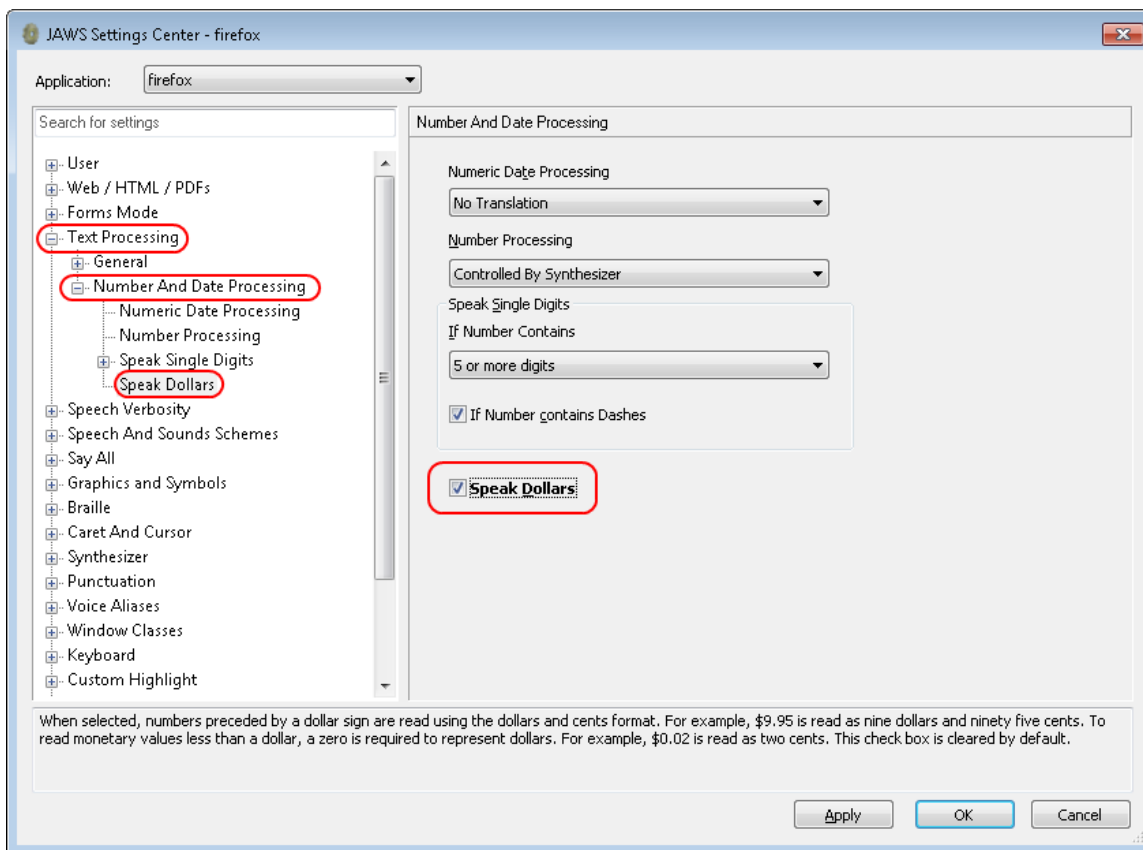 JAWS Settings Center - firefox
Application:
firefox
Search for settings
User
Web / HTML / PDFs
Forms Mode
Text Processing
General
Number And Date Processing
Numeric Date Processing
Number Processing
Speak Single Digits
Speak Dollars
Speech Verbosity
Speech And Sounds Schemes
Say All
Graphics and Symbols
Braille
Caret And Cursor
Synthesizer
Punctuation
Voice Aliases
Window Classes
Keyboard
Custom Highlight
Number And Date Processing
Numeric Date Processing
No Translation
Number Processing
Controlled By Synthesizer
Speak Single Digits
If Number Contains
5 or more digits
If Number contains Dashes
Speak Dollars
When selected, numbers preceded by a dollar sign are read using the dollars and cents format. For example, $9.95 is read as nine dollars and ninety five cents. To
read monetary values less than a dollar, a zero is required to represent dollars. For example, $0.02 is read as two cents. This check box is cleared by default.
Apply
OK
Cancel